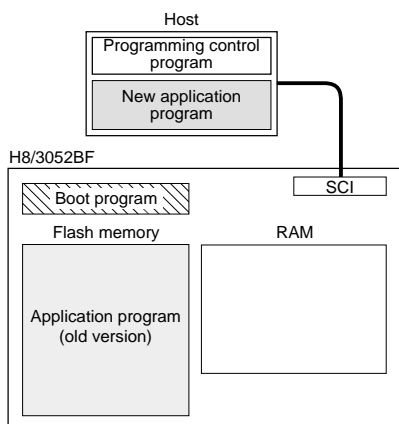 Host
Programming control
program
New application
program
H8/3052BF
SCI
Boot program
Flash memory
RAM
Application program
(old version)